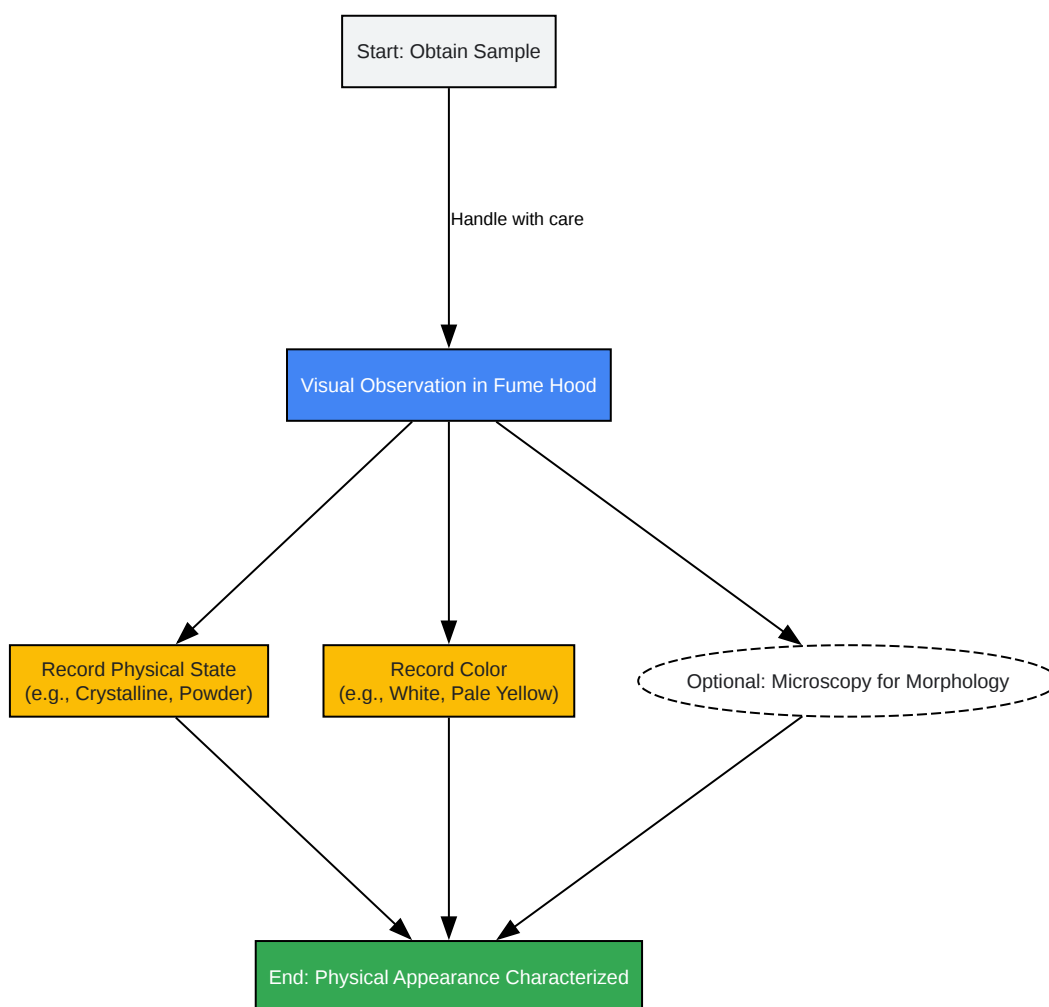 Start: Obtain Sample
Handle with care
Visual Observation in Fume Hood
Record Physical State
(e.g., Crystalline, Powder)
Record Color
(e.g., White, Pale Yellow)
Optional: Microscopy for Morphology
End: Physical Appearance Characterized